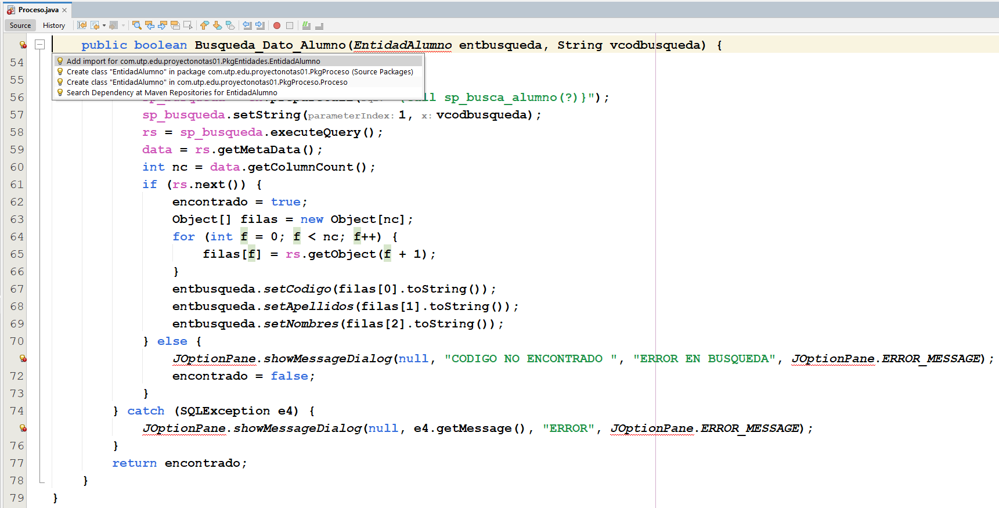 Proceso.java
Source History
public boolean Busqueda_Dato_Alumno(EntidadAlumno entbusqueda, String vcodbusqueda) {
Add import for com.utp.edu.proyectonotas01.PkgEntidades.EntidadAlumno
Create class "EntidadAlumno" in package com.utp.edu.proyectonotas01.PkgProceso (Source Packages)
Create class "EntidadAlumno" in com.utp.edu.proyectonotas01.PkgProceso.Proceso
Search Dependency at Maven Repositories for EntidadAlumno
54
55
56 sp_busca_alumno(?)}");
57 sp_busqueda.setString(parameterIndex: 1, x: vcodbusqueda);
58 rs = sp_busqueda.executeQuery();
59 data = rs.getMetaData();
60 int nc = data.getColumnCount();
61 if (rs.next()) {
62 encontrado = true;
63 Object[] filas = new Object[nc];
64 for (int f = 0; f < nc; f++) {
65 filas[f] = rs.getObject(f + 1);
66 }
67 entbusqueda.setCodigo(filas[0].toString());
68 entbusqueda.setApellidos(filas[1].toString());
69 entbusqueda.setNombres(filas[2].toString());
70 } else {
JOptionPane.showMessageDialog(null, "CODIGO NO ENCONTRADO ", "ERROR EN BUSQUEDA", JOptionPane.ERROR_MESSAGE);
72 encontrado = false;
73 }
74 } catch (SQLException e4) {
JOptionPane.showMessageDialog(null, e4.getMessage(), "ERROR", JOptionPane.ERROR_MESSAGE);
76 }
77 return encontrado;
78 }
79 }